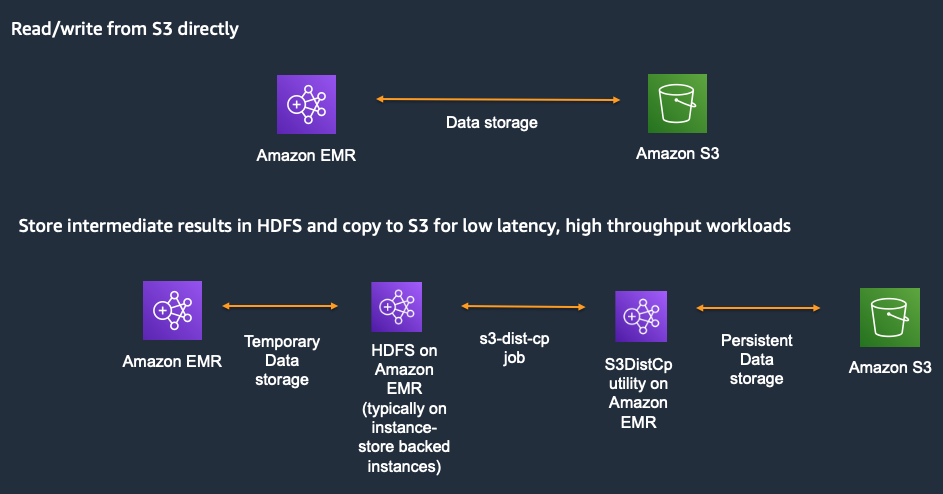 Read/write from S3 directly
Data storage
Amazon EMR
Amazon S3
Store intermediate results in HDFS and copy to S3 for low latency, high throughput workloads
Amazon EMR
Temporary
Data
storage
HDFS on
Amazon
EMR
(typically on
instance-
store backed
instances)
s3-dist-cp
job
S3DistCp
utility on
Amazon
EMR
Persistent
Data
storage
Amazon S3